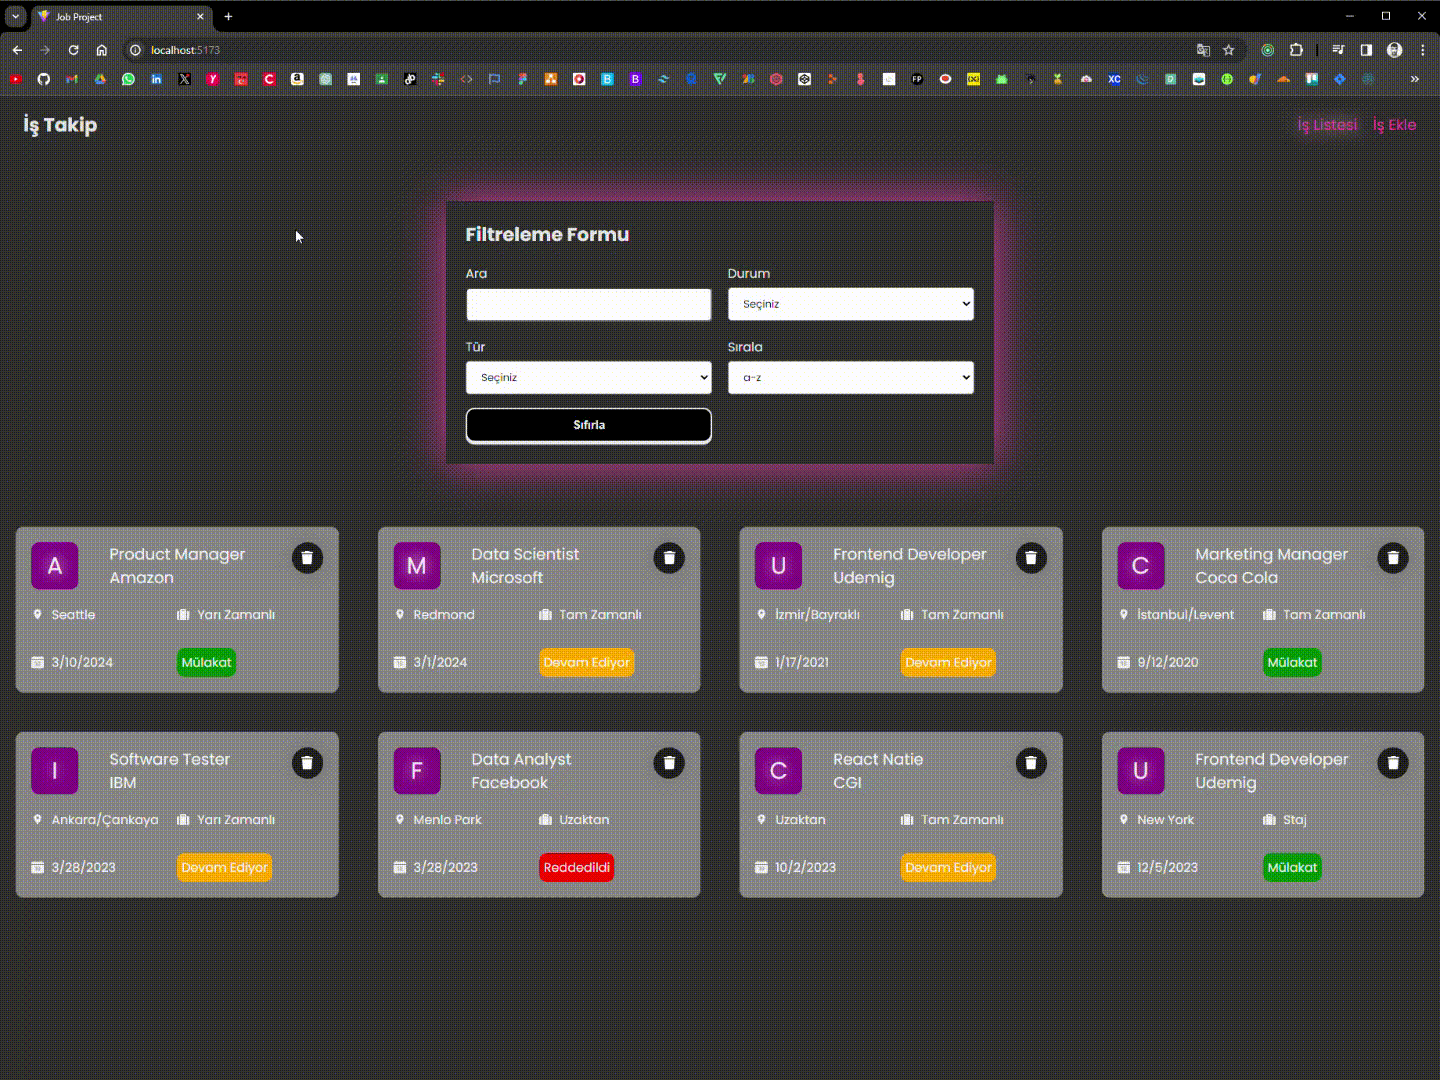 Job Project
localhost:5173
İş Takip
İş Listesi İş Ekle
Filtreleme Formu
Ara Durum
Seçiniz
Tür Sırala
Seçiniz a-z
Sıfırla
A Product Manager
Amazon
Seattle Yarı Zamanlı
3/10/2024 Mülakat
M Data Scientist
Microsoft
Redmond Tam Zamanlı
3/1/2024 Devam Ediyor
U Frontend Developer
Udemig
İzmir/Bayraklı Tam Zamanlı
1/17/2021 Devam Ediyor
C Marketing Manager
Coca Cola
İstanbul/Levent Tam Zamanlı
9/12/2020 Mülakat
I Software Tester
IBM
Ankara/Çankaya Yarı Zamanlı
3/28/2023 Devam Ediyor
F Data Analyst
Facebook
Menlo Park Uzaktan
3/28/2023 Reddedildi
C React Natie
CGI
Uzaktan Tam Zamanlı
10/2/2023 Devam Ediyor
U Frontend Developer
Udemig
New York Staj
12/5/2023 Mülakat